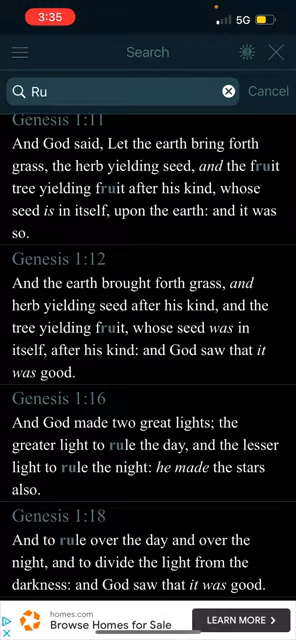 3:35
5G
Search
Ru
Cancel
Genesis 1:11
And God said, Let the earth bring forth
grass, the herb yielding seed, and the fruit
tree yielding fruit after his kind, whose
seed is in itself, upon the earth: and it was
so.
Genesis 1:12
And the earth brought forth grass, and
herb yielding seed after his kind, and the
tree yielding fruit, whose seed was in
itself, after his kind: and God saw that it
was good.
Genesis 1:16
And God made two great lights; the
greater light to rule the day, and the lesser
light to rule the night: he made the stars
also.
Genesis 1:18
And to rule over the day and over the
night, and to divide the light from the
darkness: and God saw that it was good.
homes.com
Browse Homes for Sale
LEARN MORE >